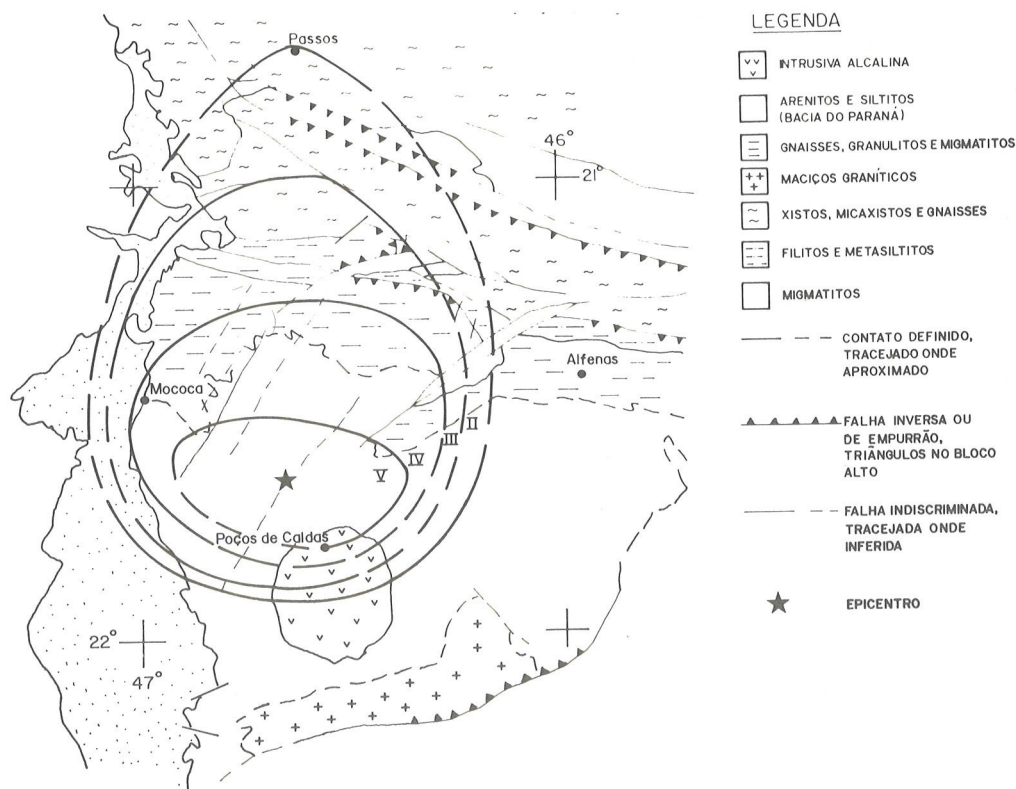 Passos
46°
21°
Alfenas
Mococa
II
III
IV
V
Poços de Caldas
22°
47°
LEGENDA
INTRUSIVA ALCALINA
ARENITOS E SILTITOS
(BACIA DO PARANÁ)
GNAISSES, GRANULITOS E MIGMATITOS
MACIÇOS GRANÍTICOS
XISTOS, MICAXISTOS E GNAISSES
FILITOS E METASILTITOS
MIGMATITOS
CONTATO DEFINIDO,
TRACEJADO ONDE
APROXIMADO
FALHA INVERSA OU
DE EMPURRÃO,
TRIÂNGULOS NO BLOCO
ALTO
FALHA INDISCRIMINADA,
TRACEJADA ONDE
INFERIDA
EPICENTRO